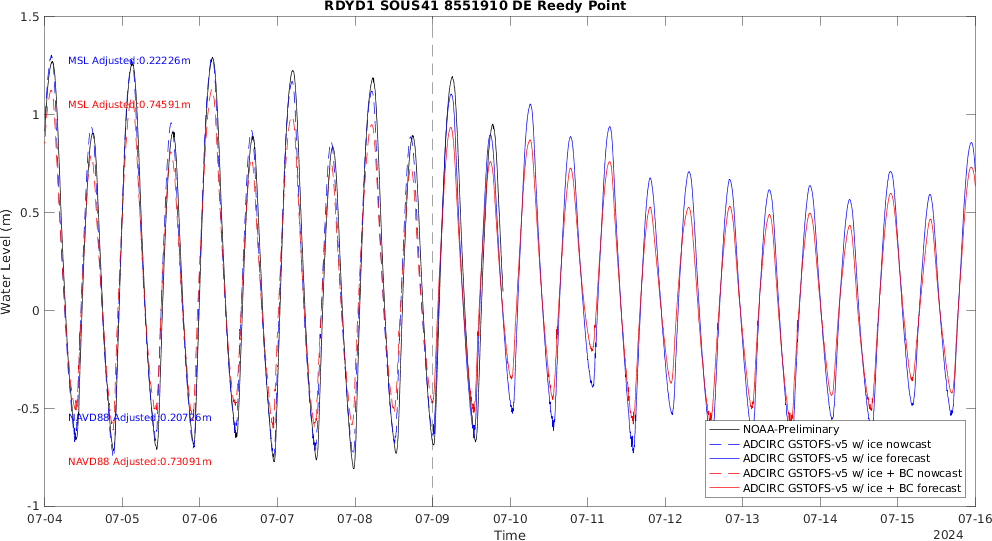 RDYD1 SOUS41 8551910 DE Reedy Point
1.5
1
0.5
0
-0.5
-1
Water Level (m)
MSL Adjusted:0.22226m
MSL Adjusted:0.74591m
NAVD88 Adjusted:0.20726m
NAVD88 Adjusted:0.73091m
NOAA-Preliminary
ADCIRC GSTOFS-v5 w/ ice nowcast
ADCIRC GSTOFS-v5 w/ ice forecast
ADCIRC GSTOFS-v5 w/ ice + BC nowcast
ADCIRC GSTOFS-v5 w/ ice + BC forecast
07-04 07-05 07-06 07-07 07-08 07-09 07-10 07-11 07-12 07-13 07-14 07-15 07-16
Time
2024